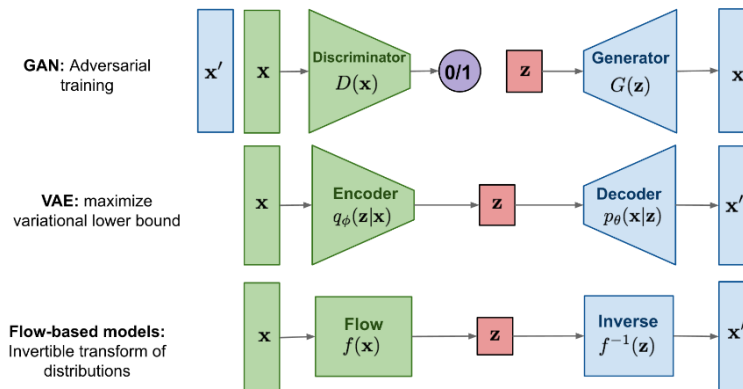 GAN: Adversarial
training
x′
x
Discriminator
D(x)
0/1
z
Generator
G(z)
x
VAE: maximize
variational lower bound
x
Encoder
qϕ(z|x)
z
Decoder
pθ(x|z)
x′
Flow-based models:
Invertible transform of
distributions
x
Flow
f(x)
z
Inverse
f⁻¹(z)
x′